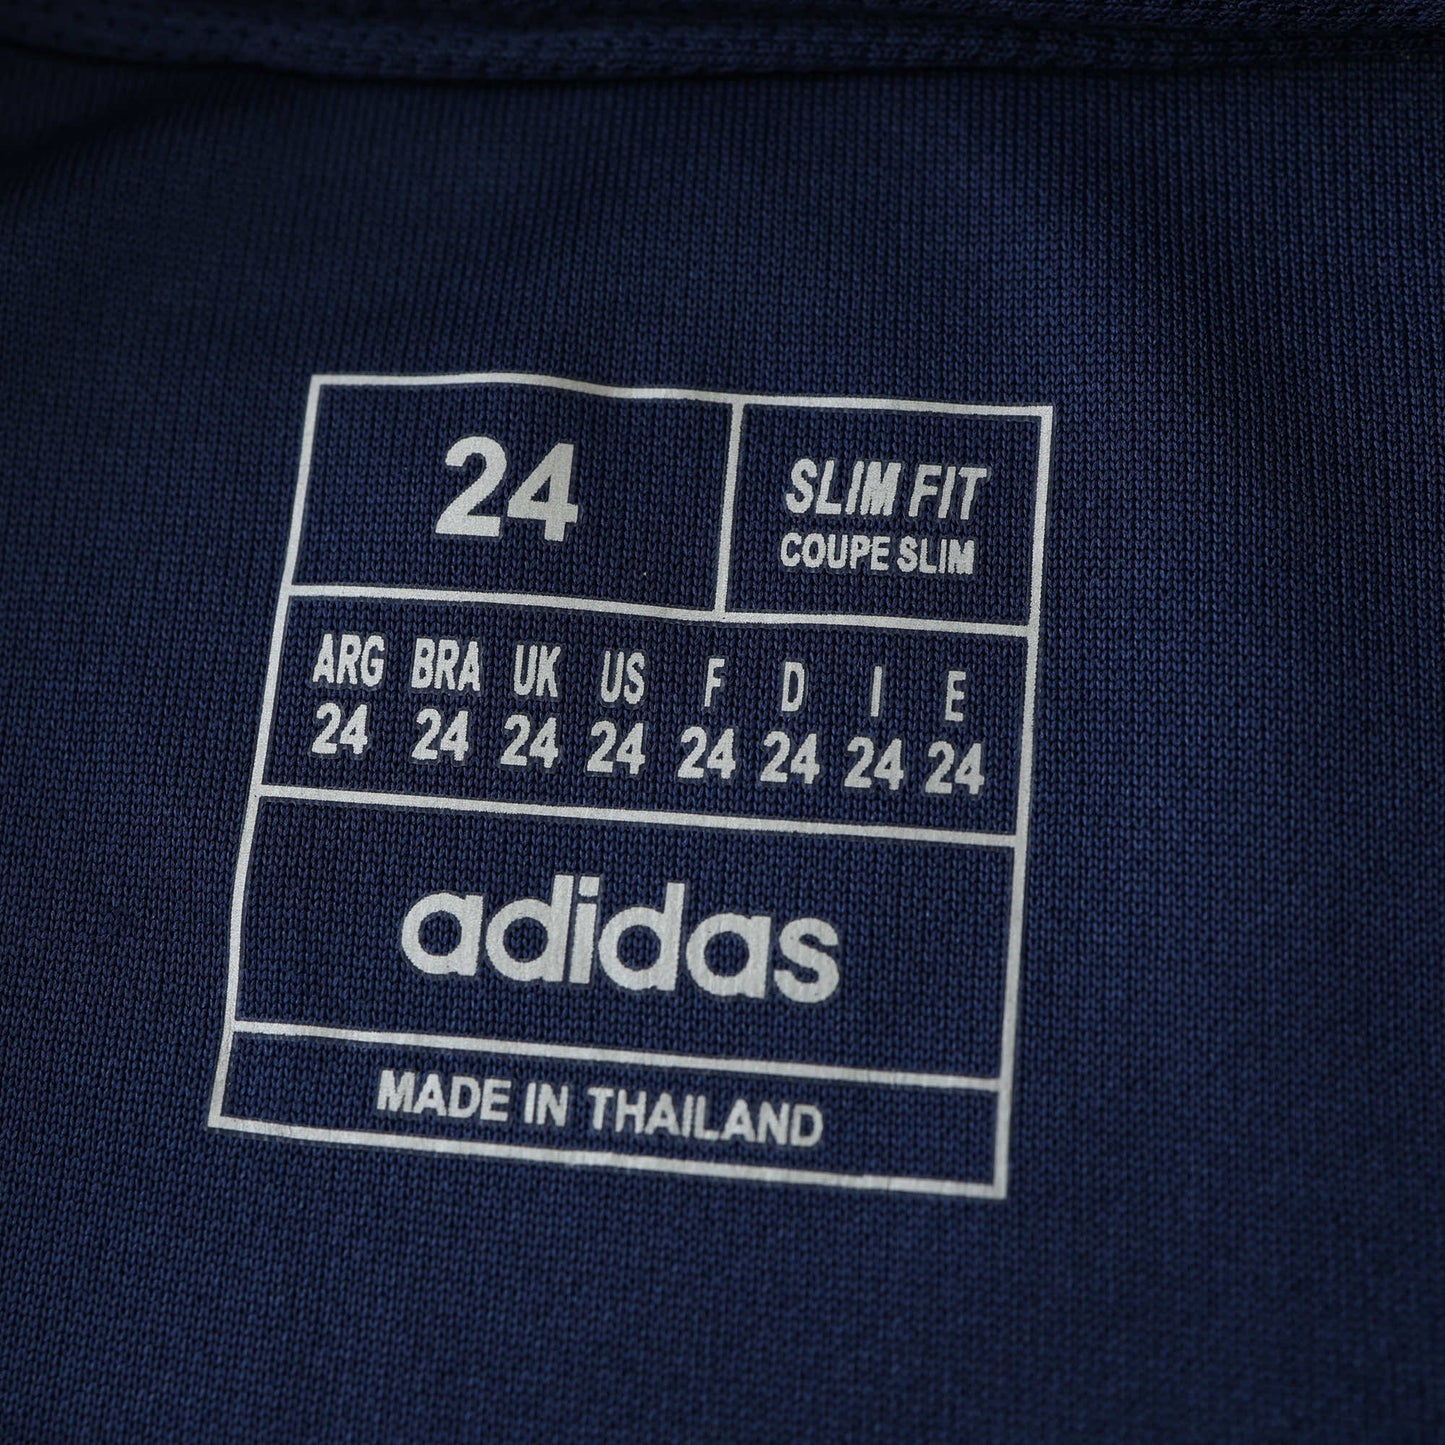 24
SLIM FIT
COUPE SLIM
ARG BRA UK US F D I E
24 24 24 24 24 24 24 24
adidas
MADE IN THAILAND